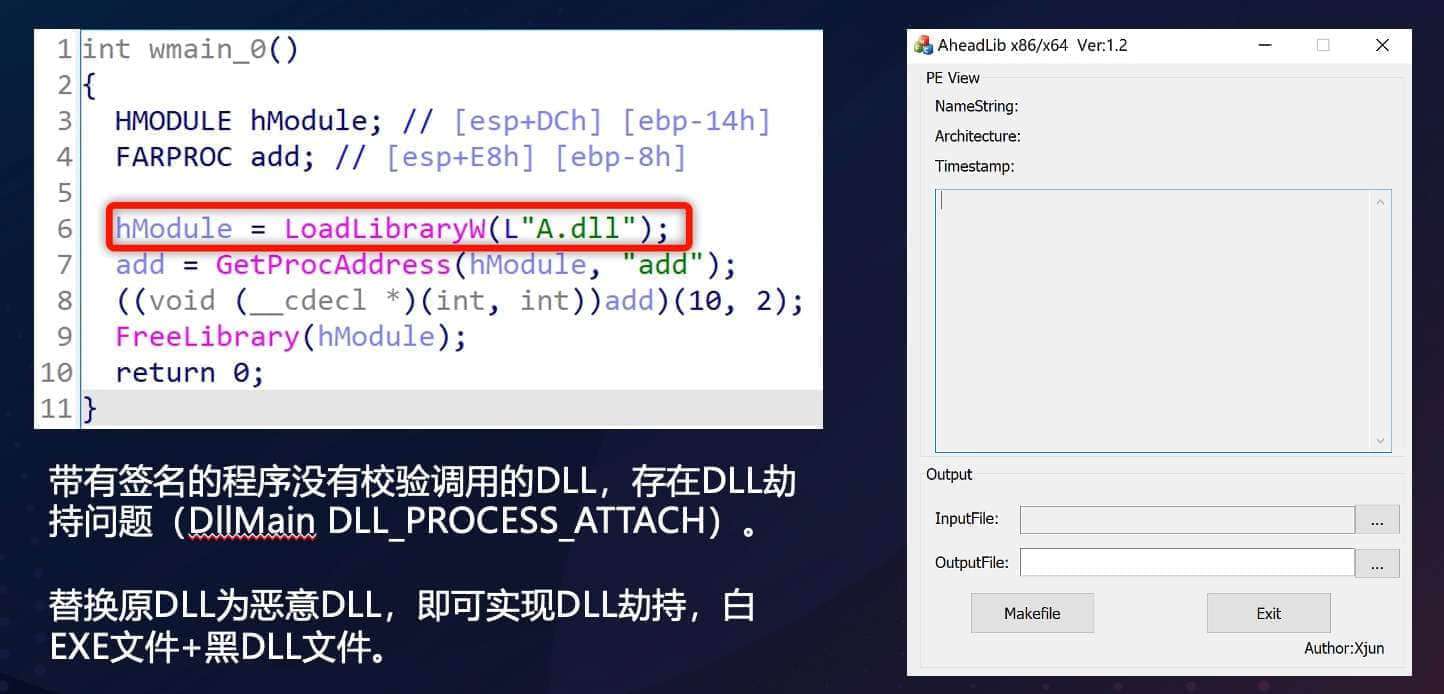 1 int wmain_0()
2 {
3 HMODULE hModule; // [esp+DCh] [ebp-14h]
4 FARPROC add; // [esp+E8h] [ebp-8h]
5
6 hModule = LoadLibraryW(L"A.dll");
7 add = GetProcAddress(hModule, "add");
8 ((void (__cdecl *)(int, int))add)(10, 2);
9 FreeLibrary(hModule);
10 return 0;
11 }
带有签名的程序没有校验调用的DLL，存在DLL劫
持问题（DllMain DLL_PROCESS_ATTACH）。
替换原DLL为恶意DLL，即可实现DLL劫持，白
EXE文件+黑DLL文件。
AheadLib x86/x64 Ver:1.2
PE View
NameString:
Architecture:
Timestamp:
Output
InputFile:
...
OutputFile:
...
Makefile
Exit
Author:Xjun